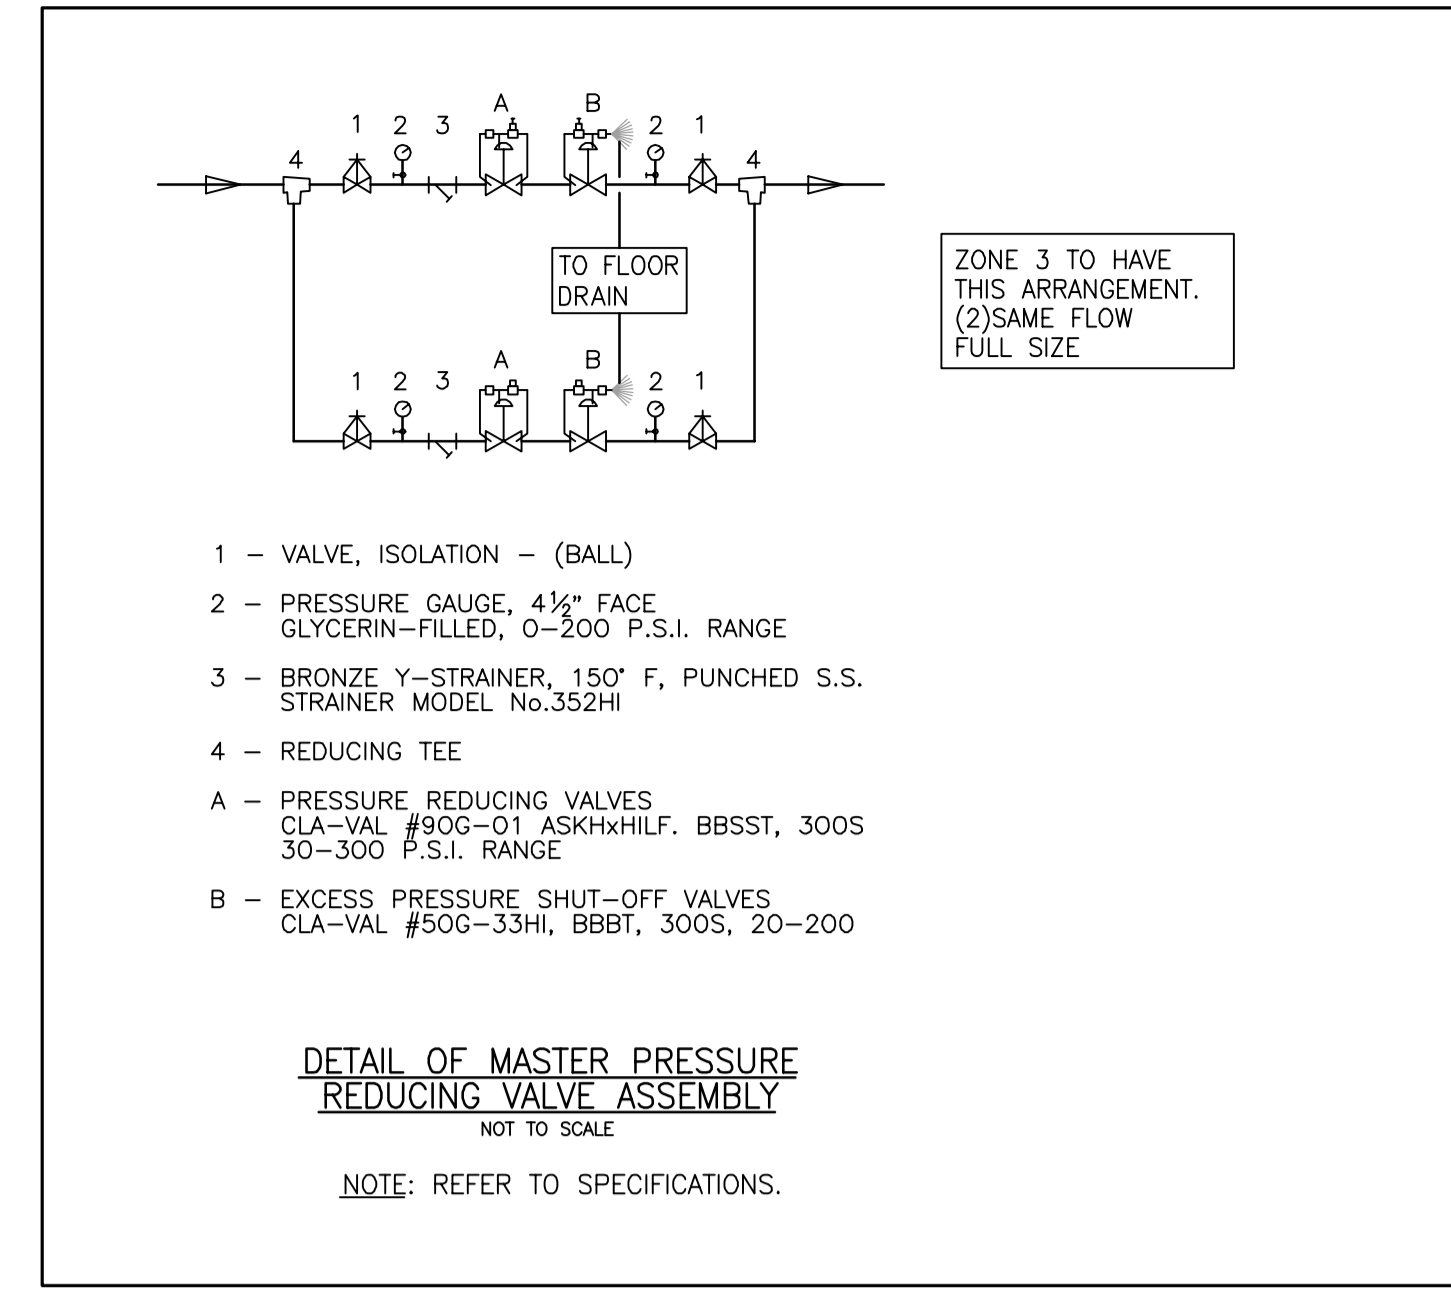 A B
1 2 3 2 1
4 4
TO FLOOR
DRAIN
A B
1 2 3 2 1
ZONE 3 TO HAVE
THIS ARRANGEMENT.
(2)SAME FLOW
FULL SIZE
1 – VALVE, ISOLATION – (BALL)
2 – PRESSURE GAUGE, 4½" FACE
GLYCERIN–FILLED, 0–200 P.S.I. RANGE
3 – BRONZE Y–STRAINER, 150° F, PUNCHED S.S.
STRAINER MODEL No.352HI
4 – REDUCING TEE
A – PRESSURE REDUCING VALVES
CLA–VAL #90G–01 ASKHxHILF. BBSST, 300S
30–300 P.S.I. RANGE
B – EXCESS PRESSURE SHUT–OFF VALVES
CLA–VAL #50G–33HI, BBBT, 300S, 20–200
DETAIL OF MASTER PRESSURE
REDUCING VALVE ASSEMBLY
NOT TO SCALE
NOTE: REFER TO SPECIFICATIONS.